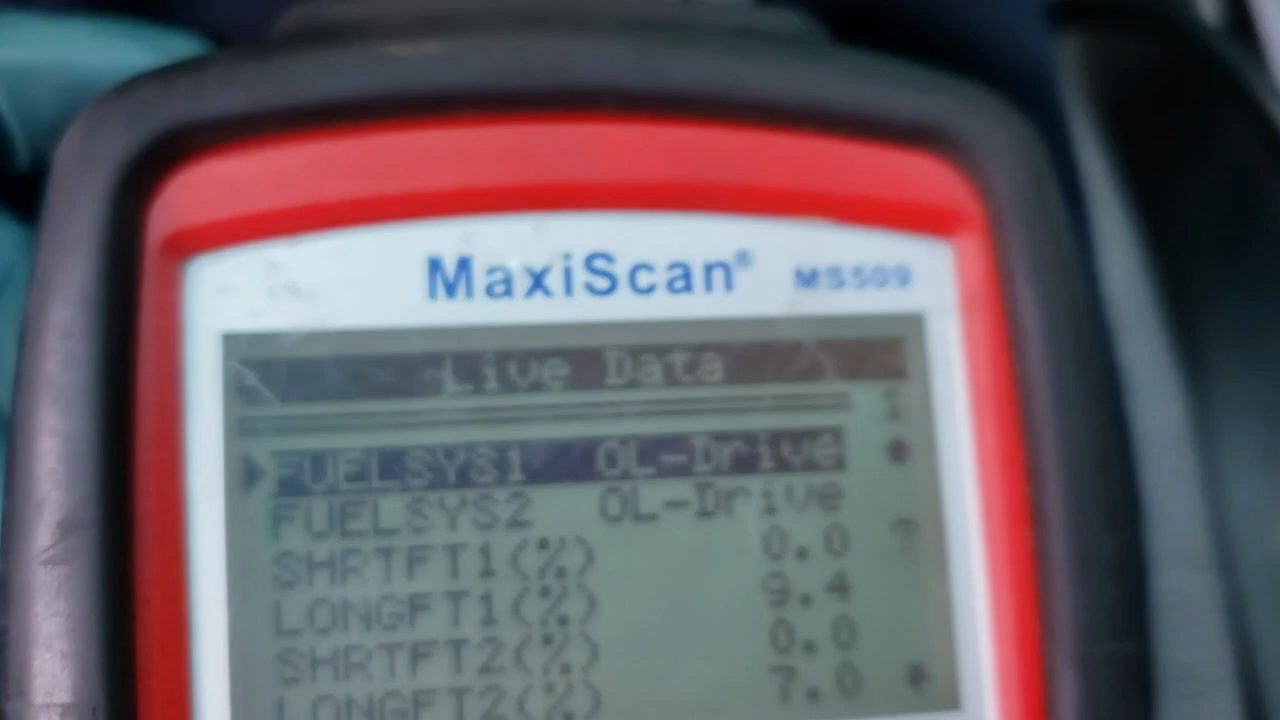 MaxiScan® MS509
Live Data
FUELSYS1 OL-Drive
FUELSYS2 OL-Drive
SHRTFT1(%) 0.0
LONGFT1(%) 9.4
SHRTFT2(%) 0.0
LONGFT2(%) 7.0
?